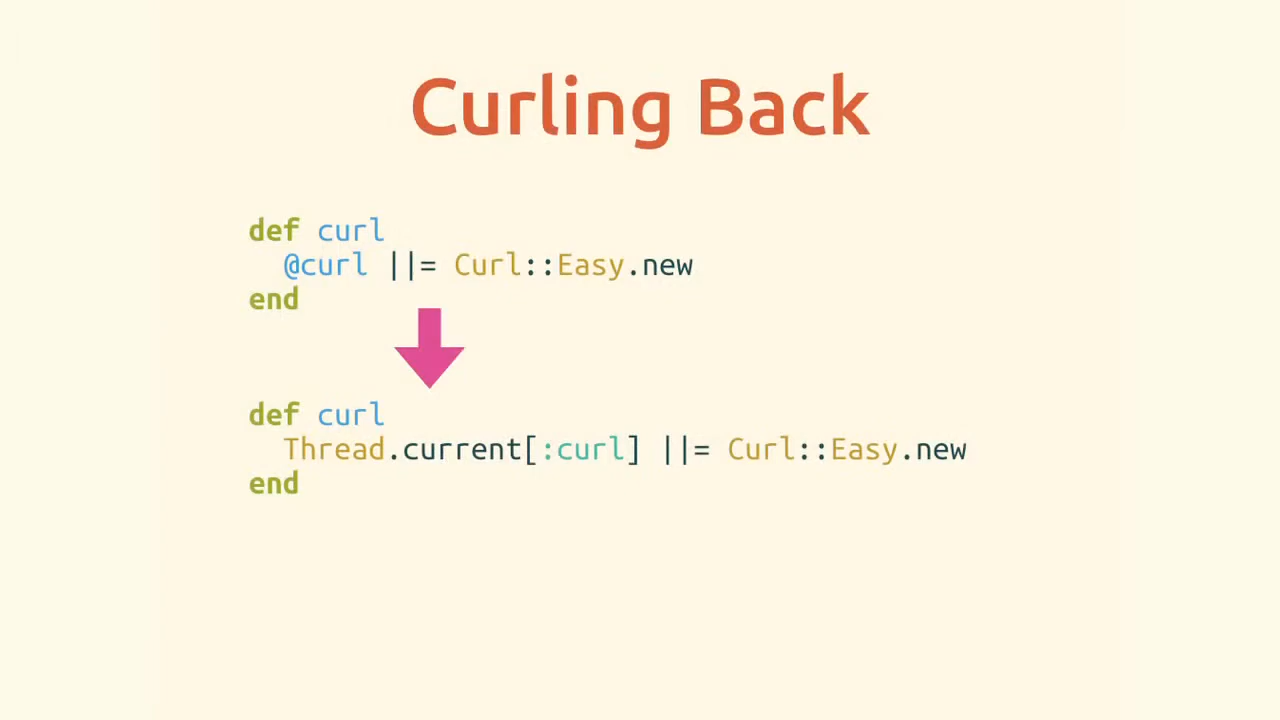 Curling Back
def curl
  @curl ||= Curl::Easy.new
end
def curl
  Thread.current[:curl] ||= Curl::Easy.new
end